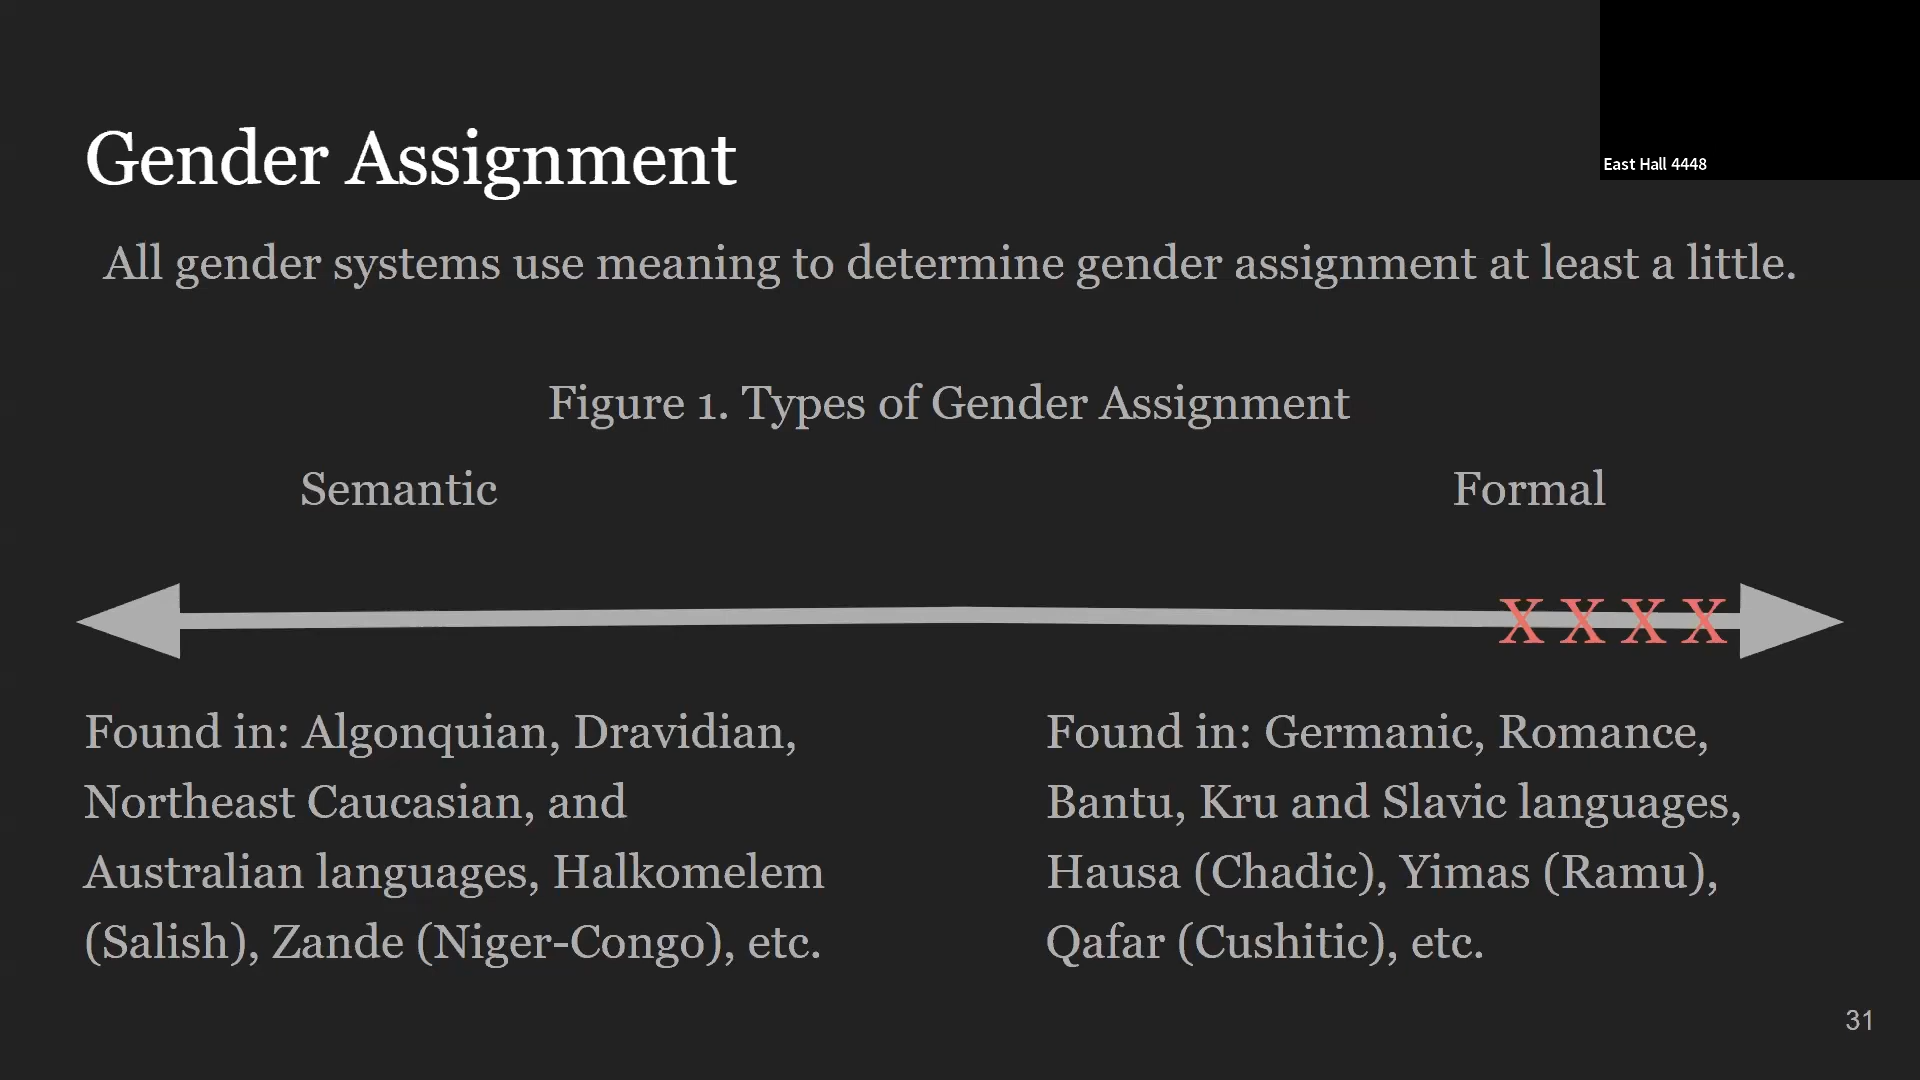 East Hall 4448
Gender Assignment
All gender systems use meaning to determine gender assignment at least a little.
Figure 1. Types of Gender Assignment
Semantic
Formal
X X X X
Found in: Algonquian, Dravidian,
Northeast Caucasian, and
Australian languages, Halkomelem
(Salish), Zande (Niger-Congo), etc.
Found in: Germanic, Romance,
Bantu, Kru and Slavic languages,
Hausa (Chadic), Yimas (Ramu),
Qafar (Cushitic), etc.
31